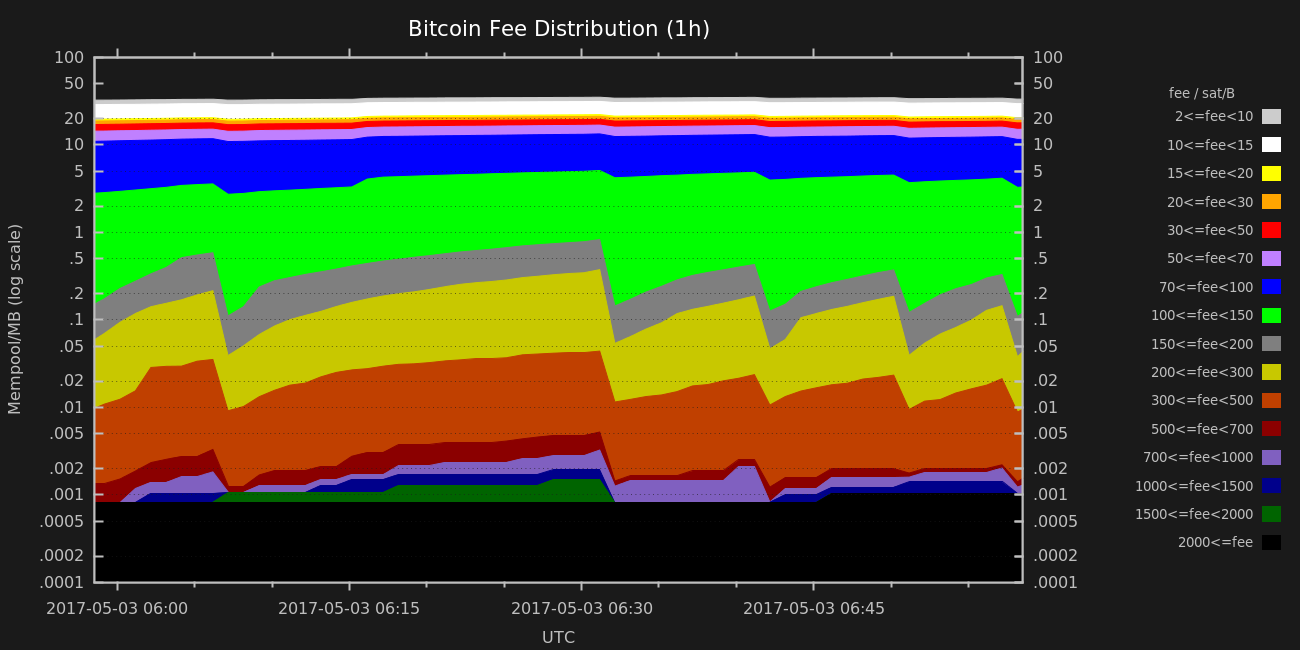 Bitcoin Fee Distribution (1h)
Mempool/MB (log scale)
100
50
20
10
5
2
1
.5
.2
.1
.05
.02
.01
.005
.002
.001
.0005
.0002
.0001
100
50
20
10
5
2
1
.5
.2
.1
.05
.02
.01
.005
.002
.001
.0005
.0002
.0001
2017-05-03 06:00
2017-05-03 06:15
2017-05-03 06:30
2017-05-03 06:45
UTC
fee / sat/B
2<=fee<10
10<=fee<15
15<=fee<20
20<=fee<30
30<=fee<50
50<=fee<70
70<=fee<100
100<=fee<150
150<=fee<200
200<=fee<300
300<=fee<500
500<=fee<700
700<=fee<1000
1000<=fee<1500
1500<=fee<2000
2000<=fee